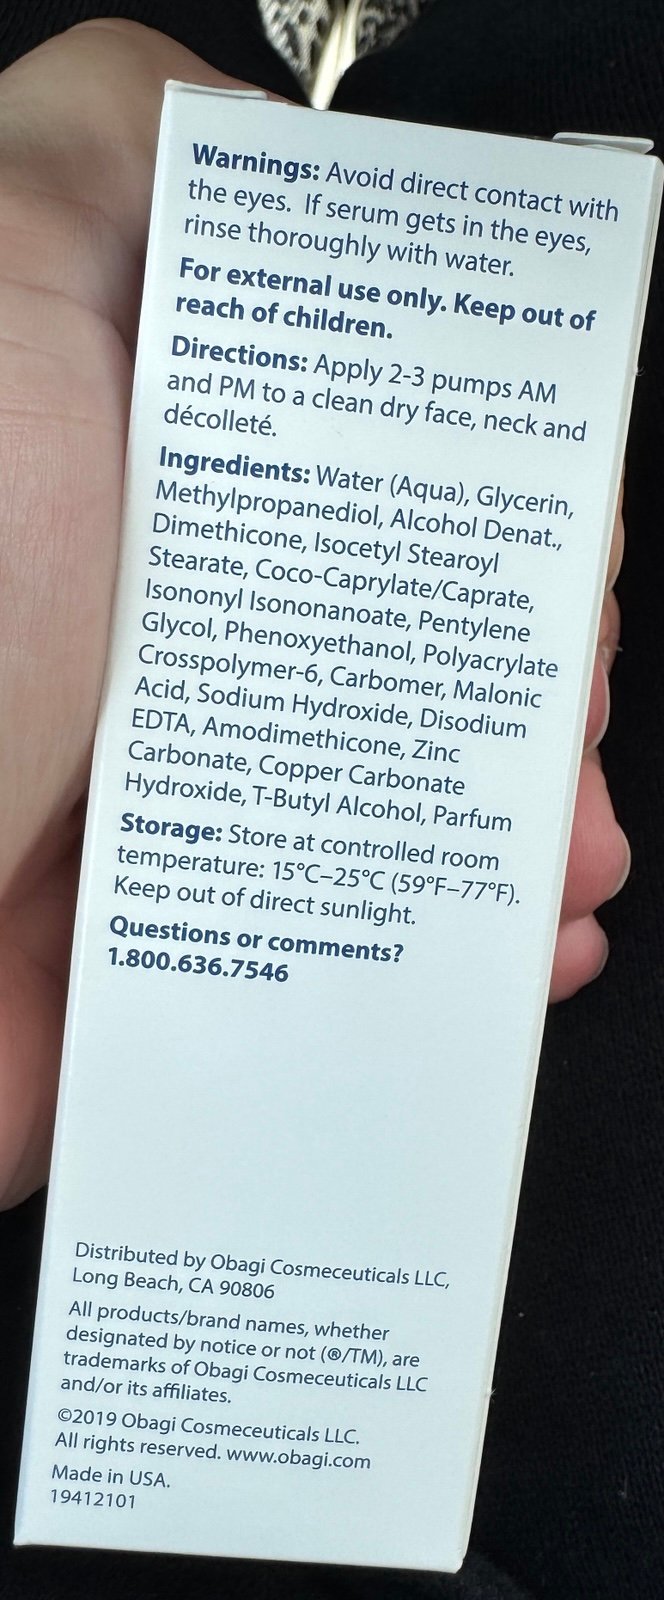 Warnings: Avoid direct contact with
the eyes. If serum gets in the eyes,
rinse thoroughly with water.
For external use only. Keep out of
reach of children.
Directions: Apply 2-3 pumps AM
and PM to a clean dry face, neck and
décolleté.
Ingredients: Water (Aqua), Glycerin,
Methylpropanediol, Alcohol Denat.,
Dimethicone, Isocetyl Stearoyl
Stearate, Coco-Caprylate/Caprate,
Isononyl Isononanoate, Pentylene
Glycol, Phenoxyethanol, Polyacrylate
Crosspolymer-6, Carbomer, Malonic
Acid, Sodium Hydroxide, Disodium
EDTA, Amodimethicone, Zinc
Carbonate, Copper Carbonate
Hydroxide, T-Butyl Alcohol, Parfum
Storage: Store at controlled room
temperature: 15°C–25°C (59°F–77°F).
Keep out of direct sunlight.
Questions or comments?
1.800.636.7546
Distributed by Obagi Cosmeceuticals LLC,
Long Beach, CA 90806
All products/brand names, whether
designated by notice or not (®/TM), are
trademarks of Obagi Cosmeceuticals LLC
and/or its affiliates.
©2019 Obagi Cosmeceuticals LLC.
All rights reserved. www.obagi.com
Made in USA.
19412101